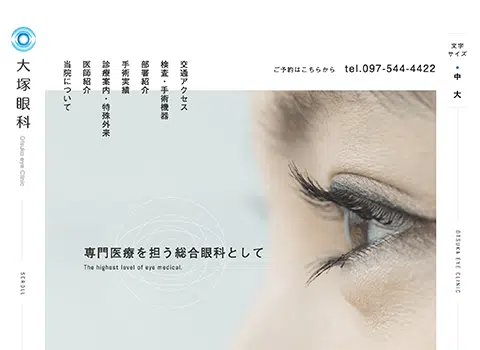 大塚眼科
Otsuka eye Clinic
当院について
医師紹介
診療案内・特殊外来
手術実績
部署紹介
検査・手術機器
交通アクセス
ご予約はこちらから tel.097-544-4422
文字
サイズ
中
大
専門医療を担う総合眼科として
The highest level of eye medical.
SCROLL
OTSUKA EYE CLINIC